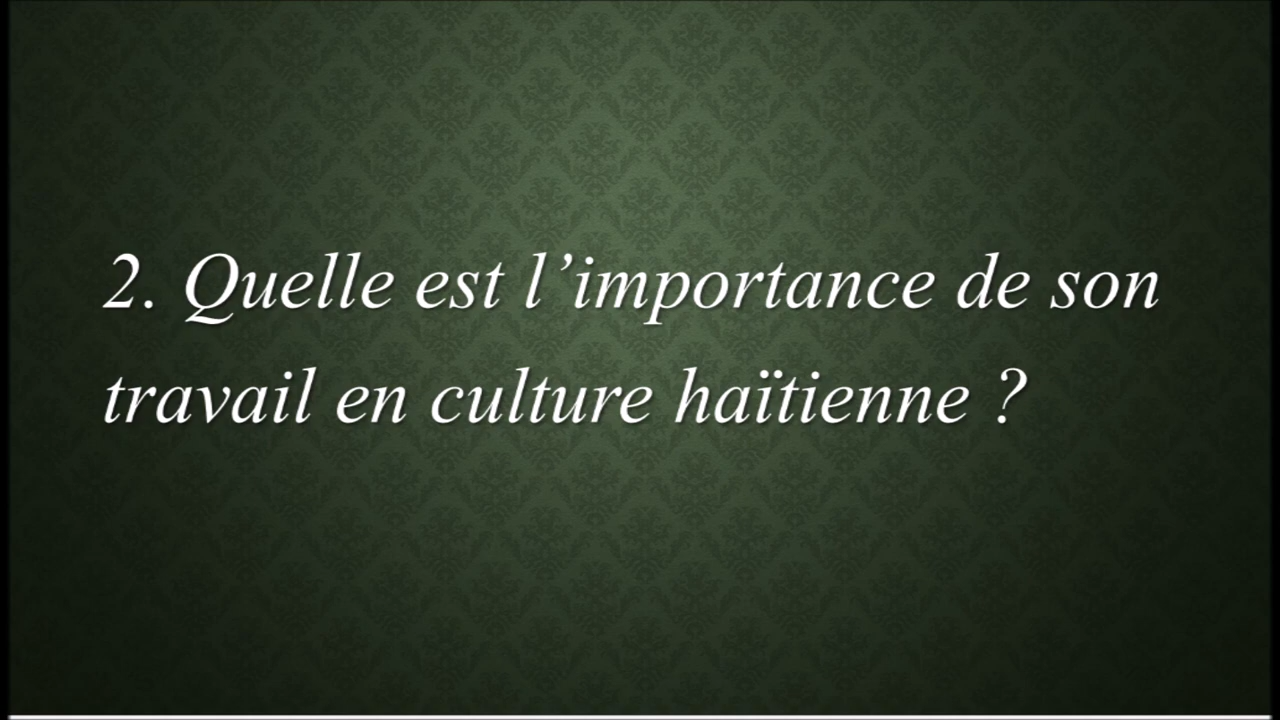 2. Quelle est l’importance de son
travail en culture haïtienne ?